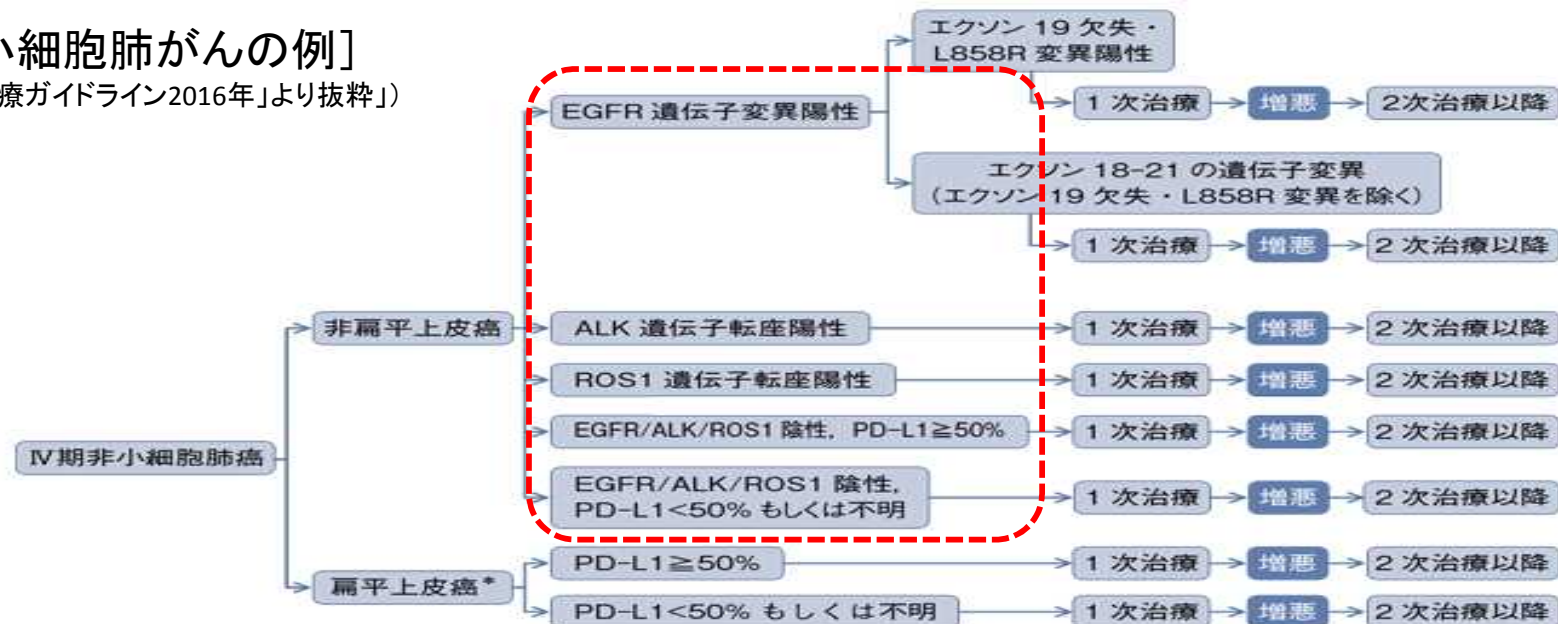 小細胞肺がんの例]
療ガイドライン2016年」より抜粋」)
エクソン 19 欠失・
L858R 変異陽性
EGFR 遺伝子変異陽性
1 次治療
増悪
2次治療以降
エクソン 18-21 の遺伝子変異
(エクソン 19 欠失・L858R 変異を除く)
1 次治療
増悪
2 次治療以降
非扁平上皮癌
ALK 遺伝子転座陽性
1 次治療
増悪
2 次治療以降
ROS1 遺伝子転座陽性
1 次治療
増悪
2 次治療以降
EGFR/ALK/ROS1 陰性, PD-L1≧50%
1 次治療
増悪
2 次治療以降
Ⅳ期非小細胞肺癌
EGFR/ALK/ROS1 陰性,
PD-L1<50% もしくは不明
1 次治療
増悪
2 次治療以降
扁平上皮癌*
PD-L1≧50%
1 次治療
増悪
2 次治療以降
PD-L1<50% もしくは不明
1 次治療
増悪
2 次治療以降